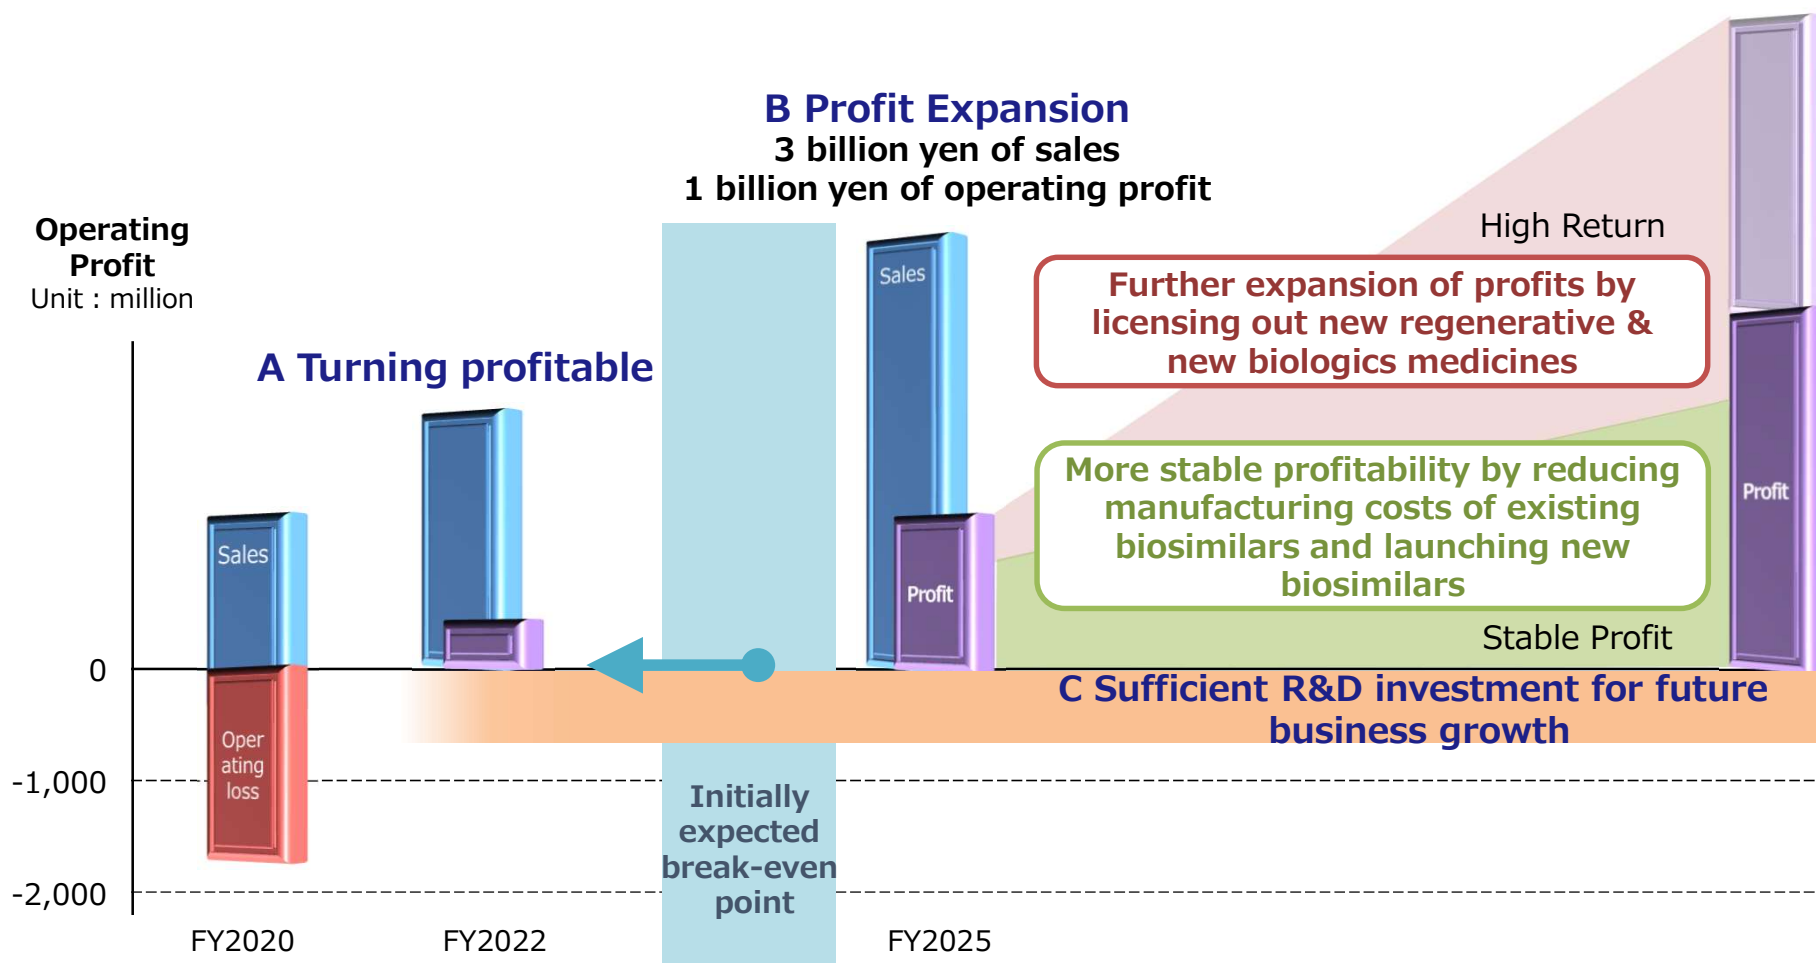 B Profit Expansion
3 billion yen of sales
1 billion yen of operating profit
Operating
Profit
Unit : million
A Turning profitable
High Return
Further expansion of profits by
licensing out new regenerative &
new biologics medicines
More stable profitability by reducing
manufacturing costs of existing
biosimilars and launching new
biosimilars
Stable Profit
Sales
Sales
Profit
Profit
Oper
ating
loss
0
-1,000
-2,000
C Sufficient R&D investment for future
business growth
Initially
expected
break-even
point
FY2020
FY2022
FY2025